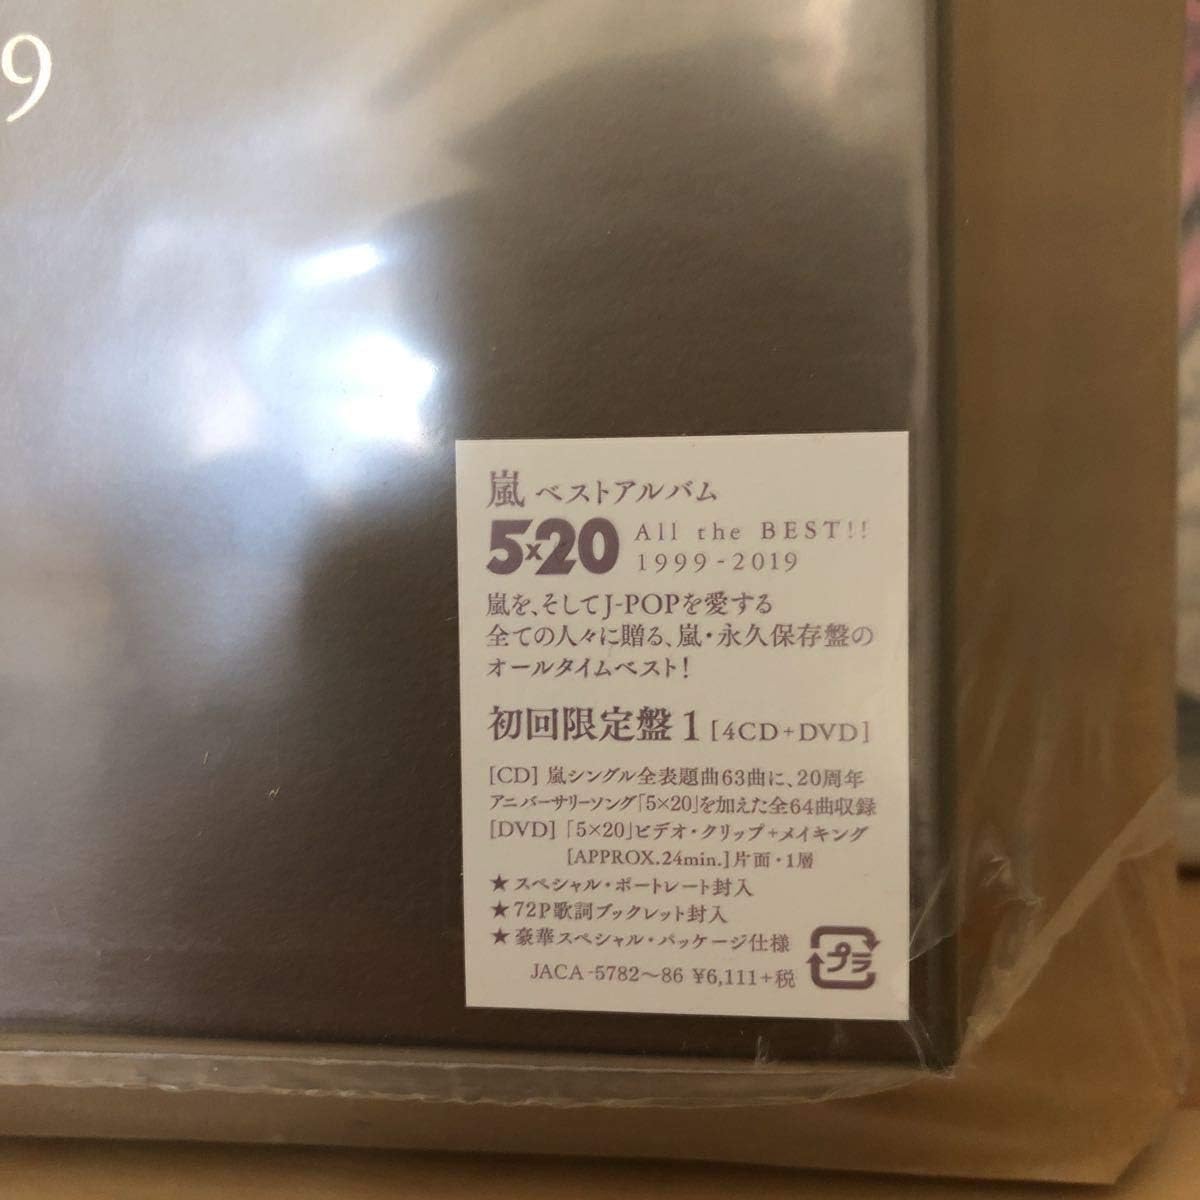 9
嵐 ベストアルバム
5×20 All the BEST!!
1999-2019
嵐を、そしてJ-POPを愛する
全ての人々に贈る、嵐・永久保存盤の
オールタイムベスト!
初回限定盤1 [4CD+DVD]
[CD] 嵐シングル全表題曲63曲に、20周年
アニバーサリーソング「5×20」を加えた全64曲収録
[DVD] 「5×20」ビデオ・クリップ+メイキング
[APPROX.24min.] 片面・1層
★スペシャル・ポートレート封入
★72P歌詞ブックレット封入
★豪華スペシャル・パッケージ仕様
JACA-5782〜86 ¥6,111+税
プラ